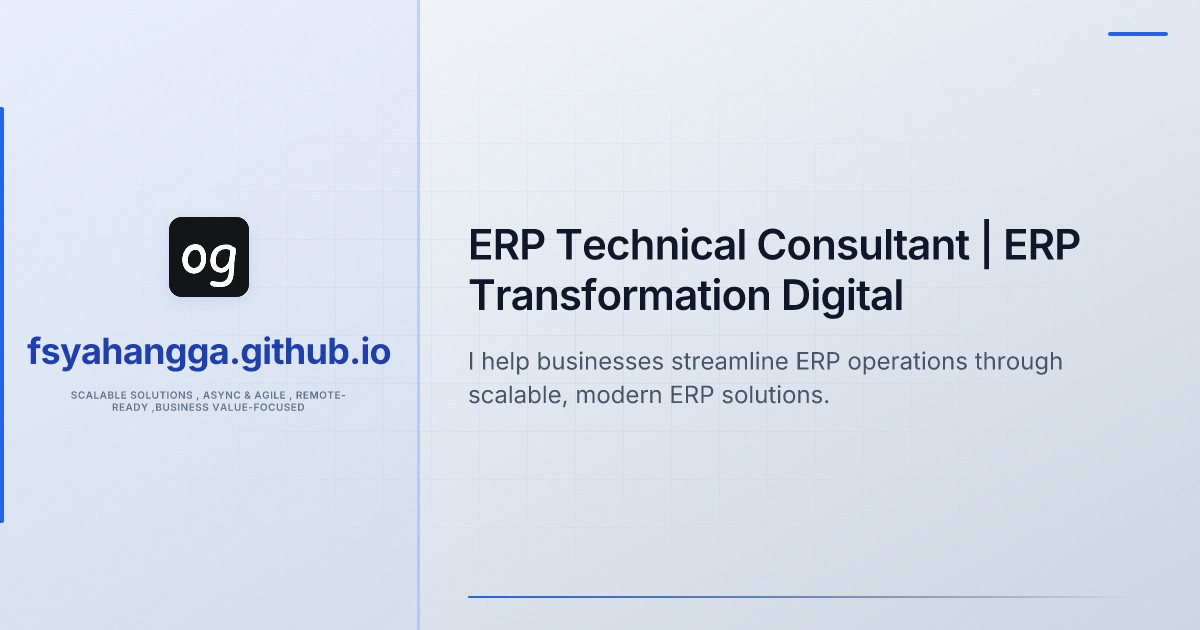 og
fsyahangga.github.io
SCALABLE SOLUTIONS , ASYNC & AGILE , REMOTE-
READY ,BUSINESS VALUE-FOCUSED
ERP Technical Consultant | ERP
Transformation Digital
I help businesses streamline ERP operations through
scalable, modern ERP solutions.